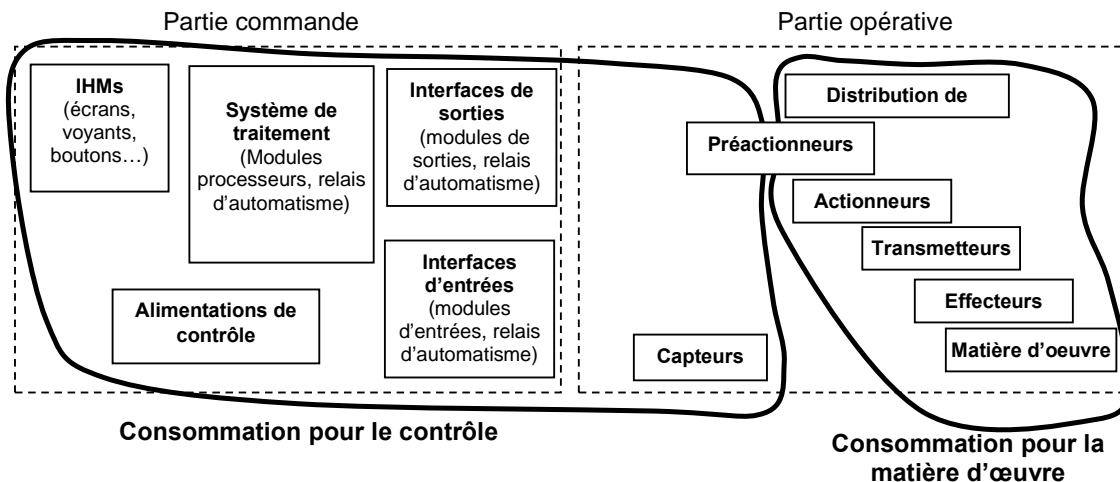 Partie commande
Partie opérative
IHMs
(écrans,
voyants,
boutons…)
Système de
traitement
(Modules
processeurs, relais
d'automatisme)
Interfaces de
sorties
(modules de
sorties, relais
d'automatisme)
Distribution de
Préactionneurs
Actionneurs
Transmetteurs
Interfaces
d'entrées
(modules
d'entrées, relais
d'automatisme)
Alimentations de
contrôle
Effecteurs
Capteurs
Matière d'oeuvre
Consommation pour le contrôle
Consommation pour la
matière d'œuvre